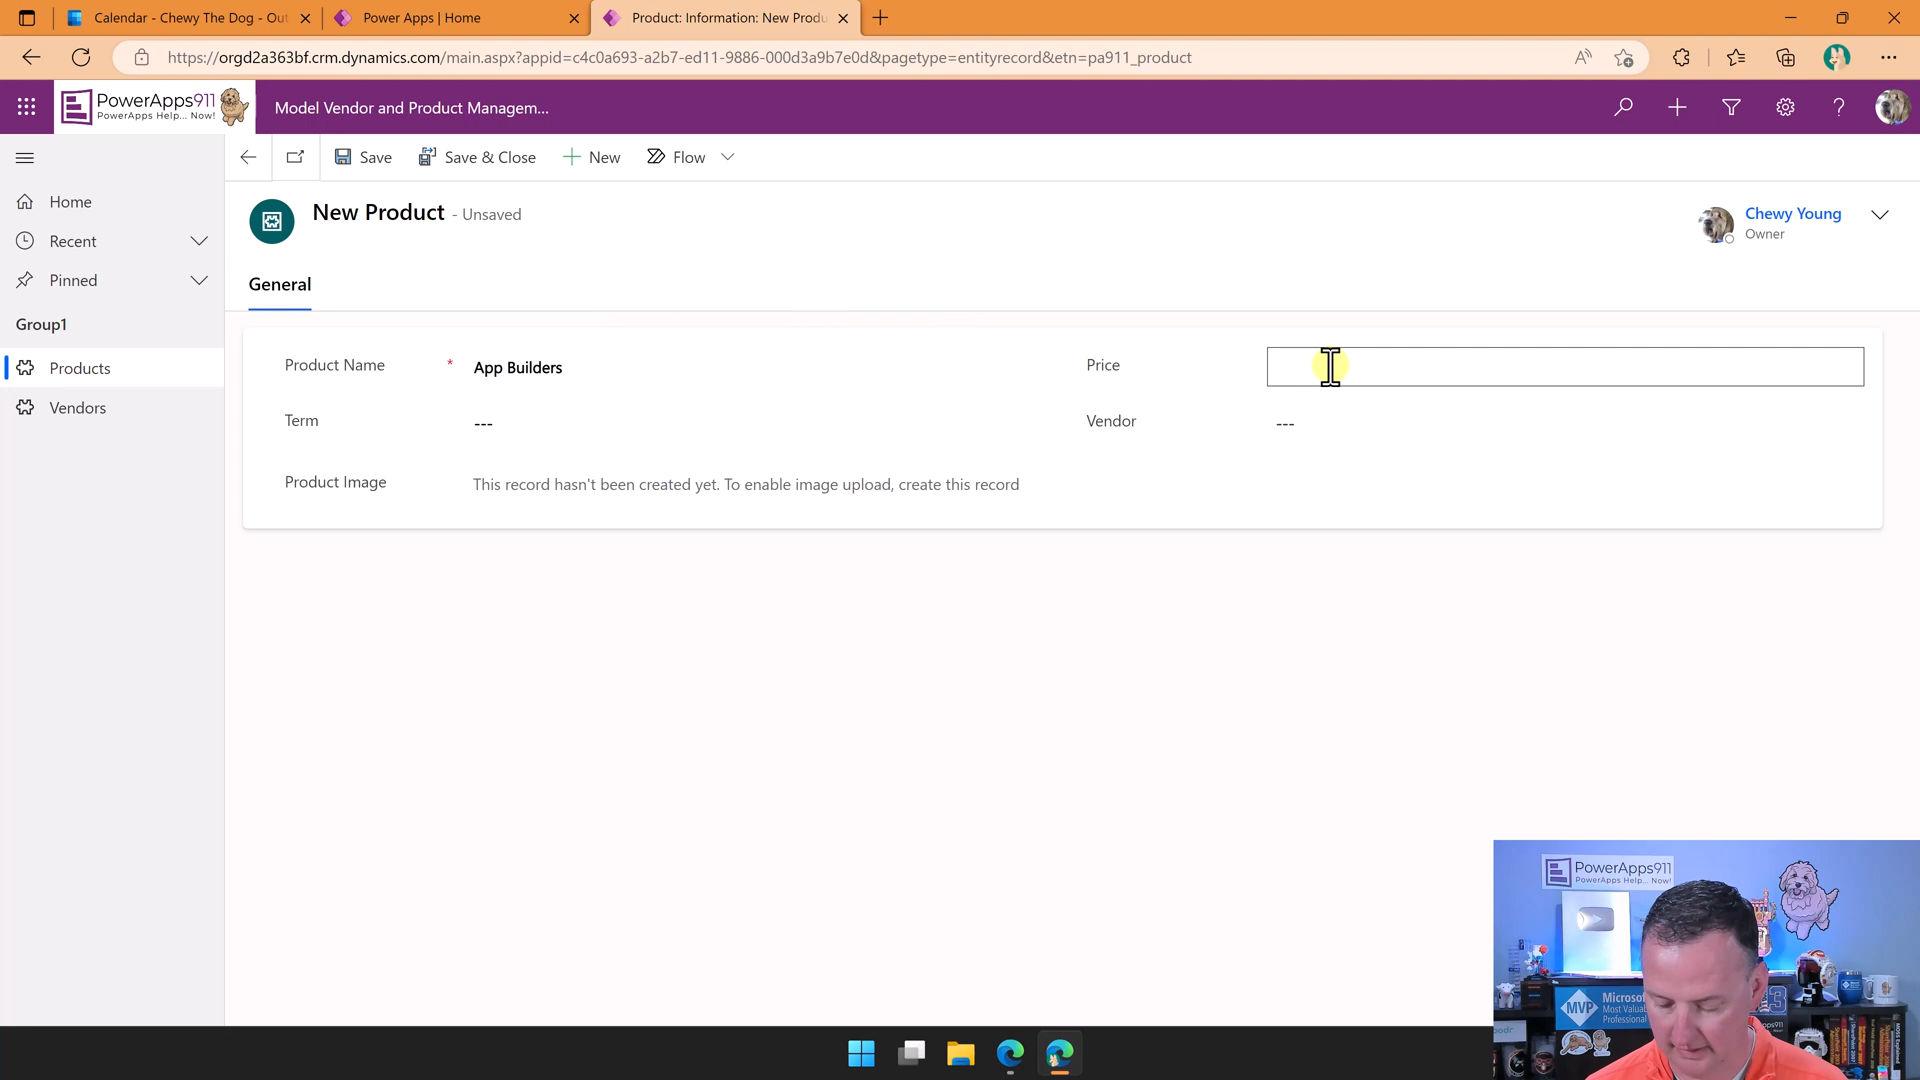 Calendar - Chewy The Dog - Out
Power Apps | Home
Product: Information: New Produ
https://orgd2a363bf.crm.dynamics.com/main.aspx?appid=c4c0a693-a2b7-ed11-9886-000d3a9b7e0d&pagetype=entityrecord&etn=pa911_product
PowerApps911
PowerApps Help... Now!
Model Vendor and Product Managem...
Save
Save & Close
New
Flow
Home
Recent
Pinned
Group1
Products
Vendors
New Product - Unsaved
Chewy Young
Owner
General
Product Name * App Builders
Price
Term ---
Vendor ---
Product Image This record hasn't been created yet. To enable image upload, create this record
PowerApps911
PowerApps Help... Now!
MVP
Microso
Most Valua
Professional